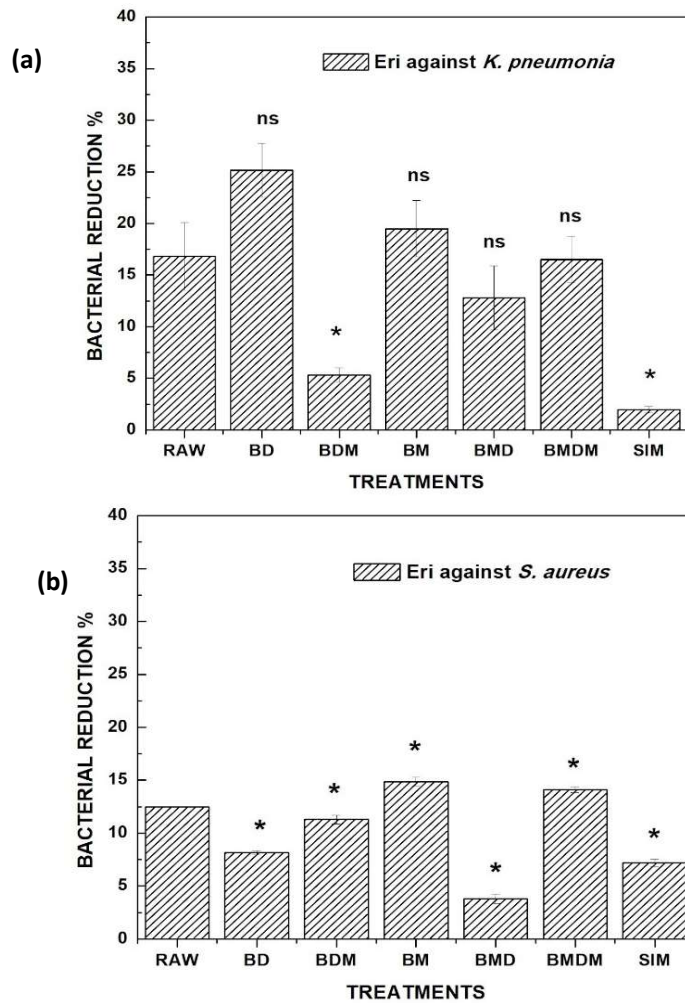 (a)
40
35
30
25
20
15
10
5
0
BACTERIAL REDUCTION %
Eri against K. pneumonia
ns
*
ns
ns
ns
*
RAW BD BDM BM BMD BMDM SIM
TREATMENTS
(b)
40
35
30
25
20
15
10
5
0
BACTERIAL REDUCTION %
Eri against S. aureus
*
*
*
*
*
*
RAW BD BDM BM BMD BMDM SIM
TREATMENTS